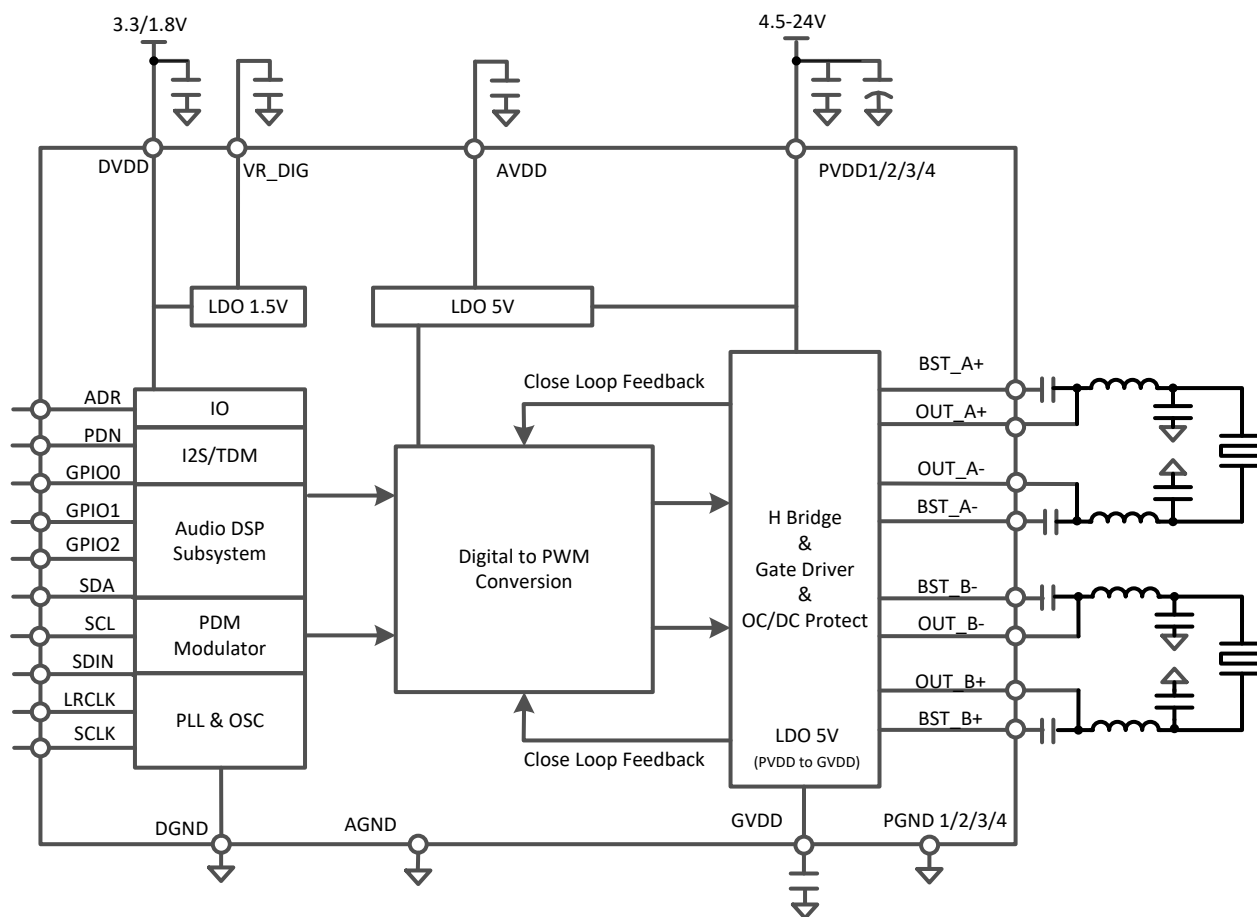 3.3/1.8V
4.5-24V
DVDD
VR_DIG
AVDD
PVDD1/2/3/4
LDO 1.5V
LDO 5V
ADR
PDN
GPIO0
GPIO1
GPIO2
SDA
SCL
SDIN
LRCLK
SCLK
IO
I2S/TDM
Audio DSP
Subsystem
PDM
Modulator
PLL & OSC
Close Loop Feedback
Digital to PWM
Conversion
Close Loop Feedback
H Bridge
&
Gate Driver
&
OC/DC Protect
LDO 5V
(PVDD to GVDD)
BST_A+
OUT_A+
OUT_A-
BST_A-
BST_B-
OUT_B-
OUT_B+
BST_B+
DGND
AGND
GVDD
PGND 1/2/3/4